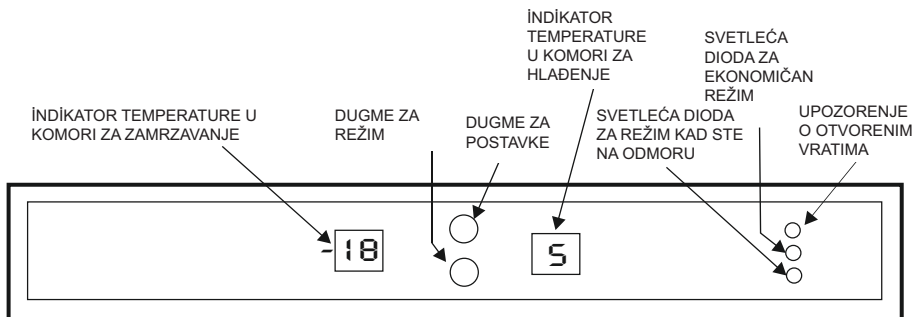 İNDİKATOR TEMPERATURE U
KOMORI ZA ZAMRZAVANJE
DUGME ZA
REŽIM
DUGME ZA
POSTAVKE
İNDİKATOR
TEMPERATURE
U KOMORI ZA
HLAĐENJE
SVETLEĆA DIODA
ZA REŽIM KAD STE
NA ODMORU
SVETLEĆA
DIODA ZA
EKONOMIČAN
REŽIM
UPOZORENJE
O OTVORENIM
VRATIMA
-18
5